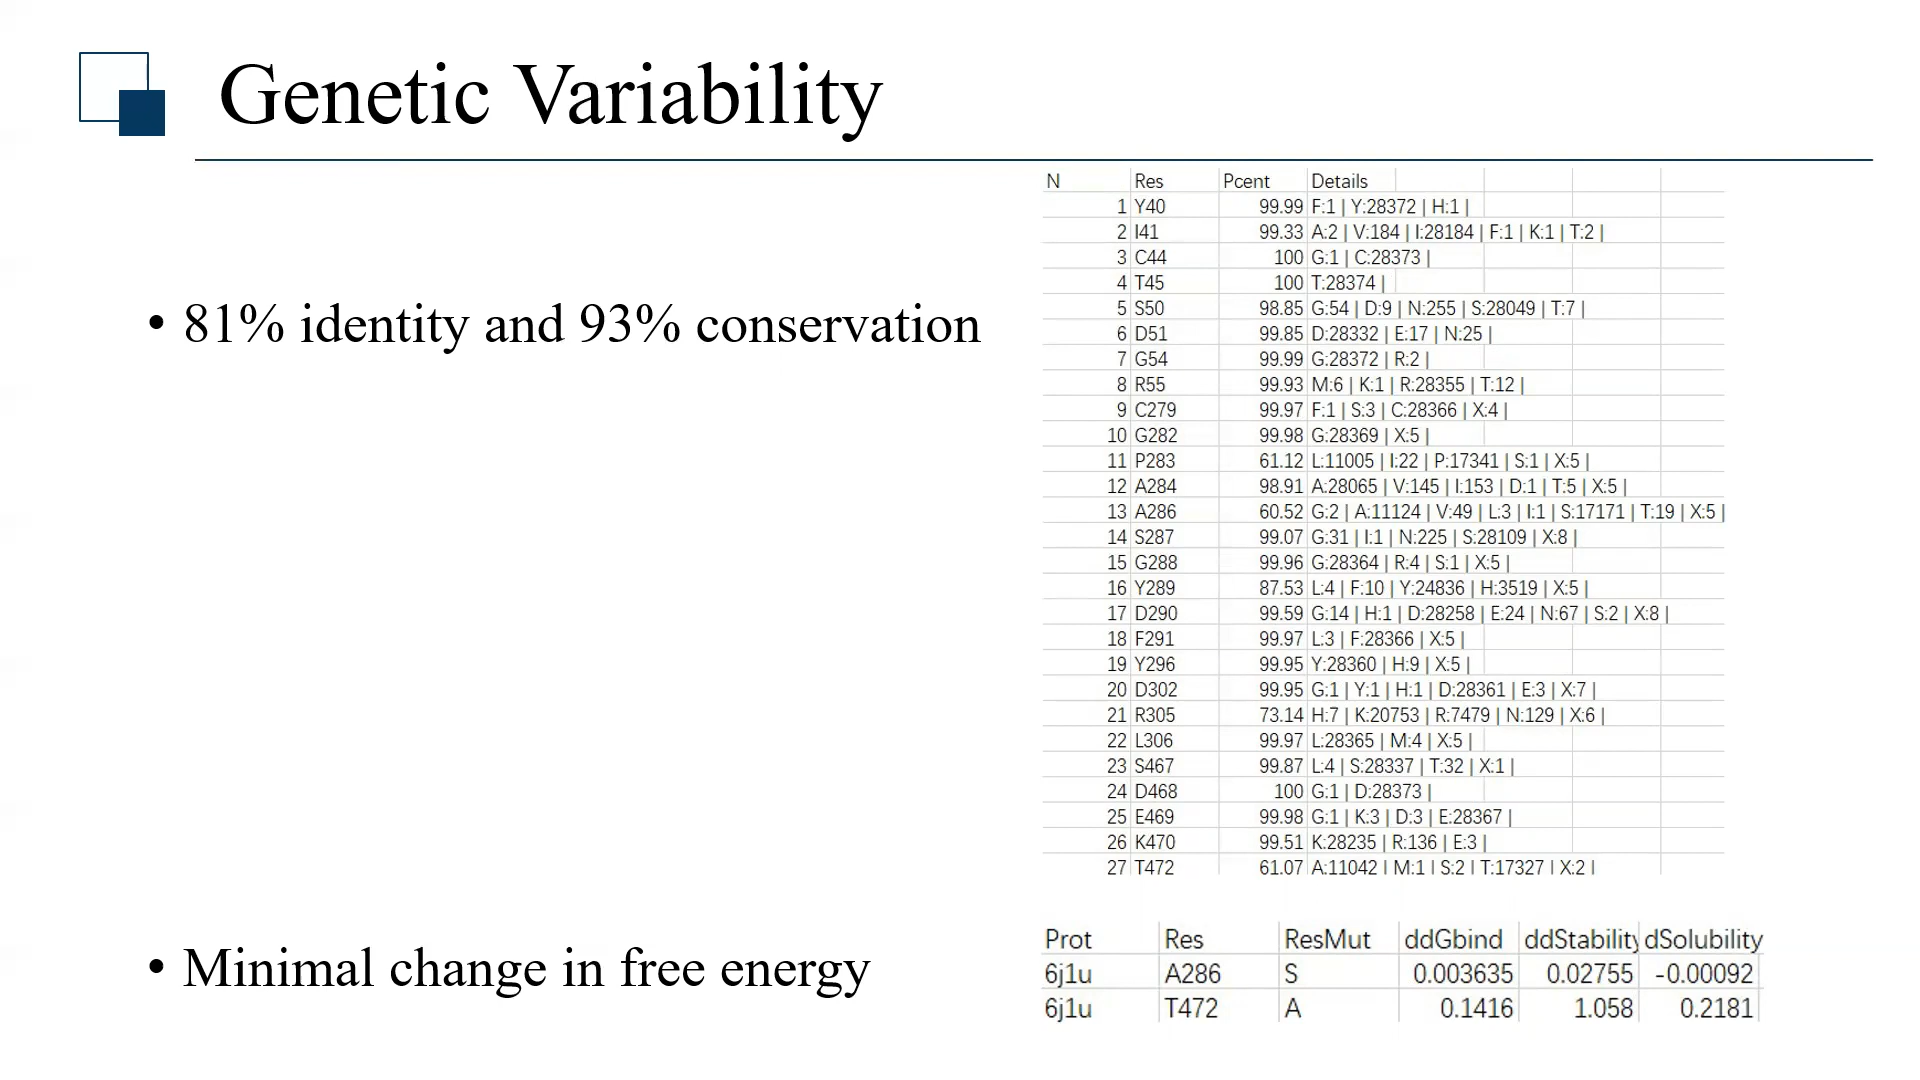 Genetic Variability
• 81% identity and 93% conservation
N Res Pcent Details
1 Y40 99.99 F:1 | Y:28372 | H:1 |
2 I41 99.33 A:2 | V:184 | I:28184 | F:1 | K:1 | T:2 |
3 C44 100 G:1 | C:28373 |
4 T45 100 T:28374 |
5 S50 98.85 G:54 | D:9 | N:255 | S:28049 | T:7 |
6 D51 99.85 D:28332 | E:17 | N:25 |
7 G54 99.99 G:28372 | R:2 |
8 R55 99.93 M:6 | K:1 | R:28355 | T:12 |
9 C279 99.97 F:1 | S:3 | C:28366 | X:4 |
10 G282 99.98 G:28369 | X:5 |
11 P283 61.12 L:11005 | I:22 | P:17341 | S:1 | X:5 |
12 A284 98.91 A:28065 | V:145 | I:153 | D:1 | T:5 | X:5 |
13 A286 60.52 G:2 | A:11124 | V:49 | L:3 | I:1 | S:17171 | T:19 | X:5 |
14 S287 99.07 G:31 | I:1 | N:225 | S:28109 | X:8 |
15 G288 99.96 G:28364 | R:4 | S:1 | X:5 |
16 Y289 87.53 L:4 | F:10 | Y:24836 | H:3519 | X:5 |
17 D290 99.59 G:14 | H:1 | D:28258 | E:24 | N:67 | S:2 | X:8 |
18 F291 99.97 L:3 | F:28366 | X:5 |
19 Y296 99.95 Y:28360 | H:9 | X:5 |
20 D302 99.95 G:1 | Y:1 | H:1 | D:28361 | E:3 | X:7 |
21 R305 73.14 H:7 | K:20753 | R:7479 | N:129 | X:6 |
22 L306 99.97 L:28365 | M:4 | X:5 |
23 S467 99.87 L:4 | S:28337 | T:32 | X:1 |
24 D468 100 G:1 | D:28373 |
25 E469 99.98 G:1 | K:3 | D:3 | E:28367 |
26 K470 99.51 K:28235 | R:136 | E:3 |
27 T472 61.07 A:11042 | M:1 | S:2 | T:17327 | X:2 |
• Minimal change in free energy
Prot Res ResMut ddGbind ddStability dSolubility
6j1u A286 S 0.003635 0.02755 -0.00092
6j1u T472 A 0.1416 1.058 0.2181